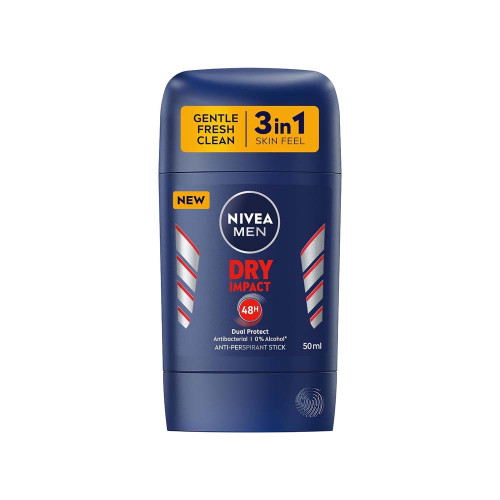 GENTLE
FRESH
CLEAN
3in1
SKIN FEEL
NEW
NIVEA
MEN
DRY
IMPACT
48H
Dual Protect
Antibacterial | 0% Alcohol*
ANTI-PERSPIRANT STICK
50ml